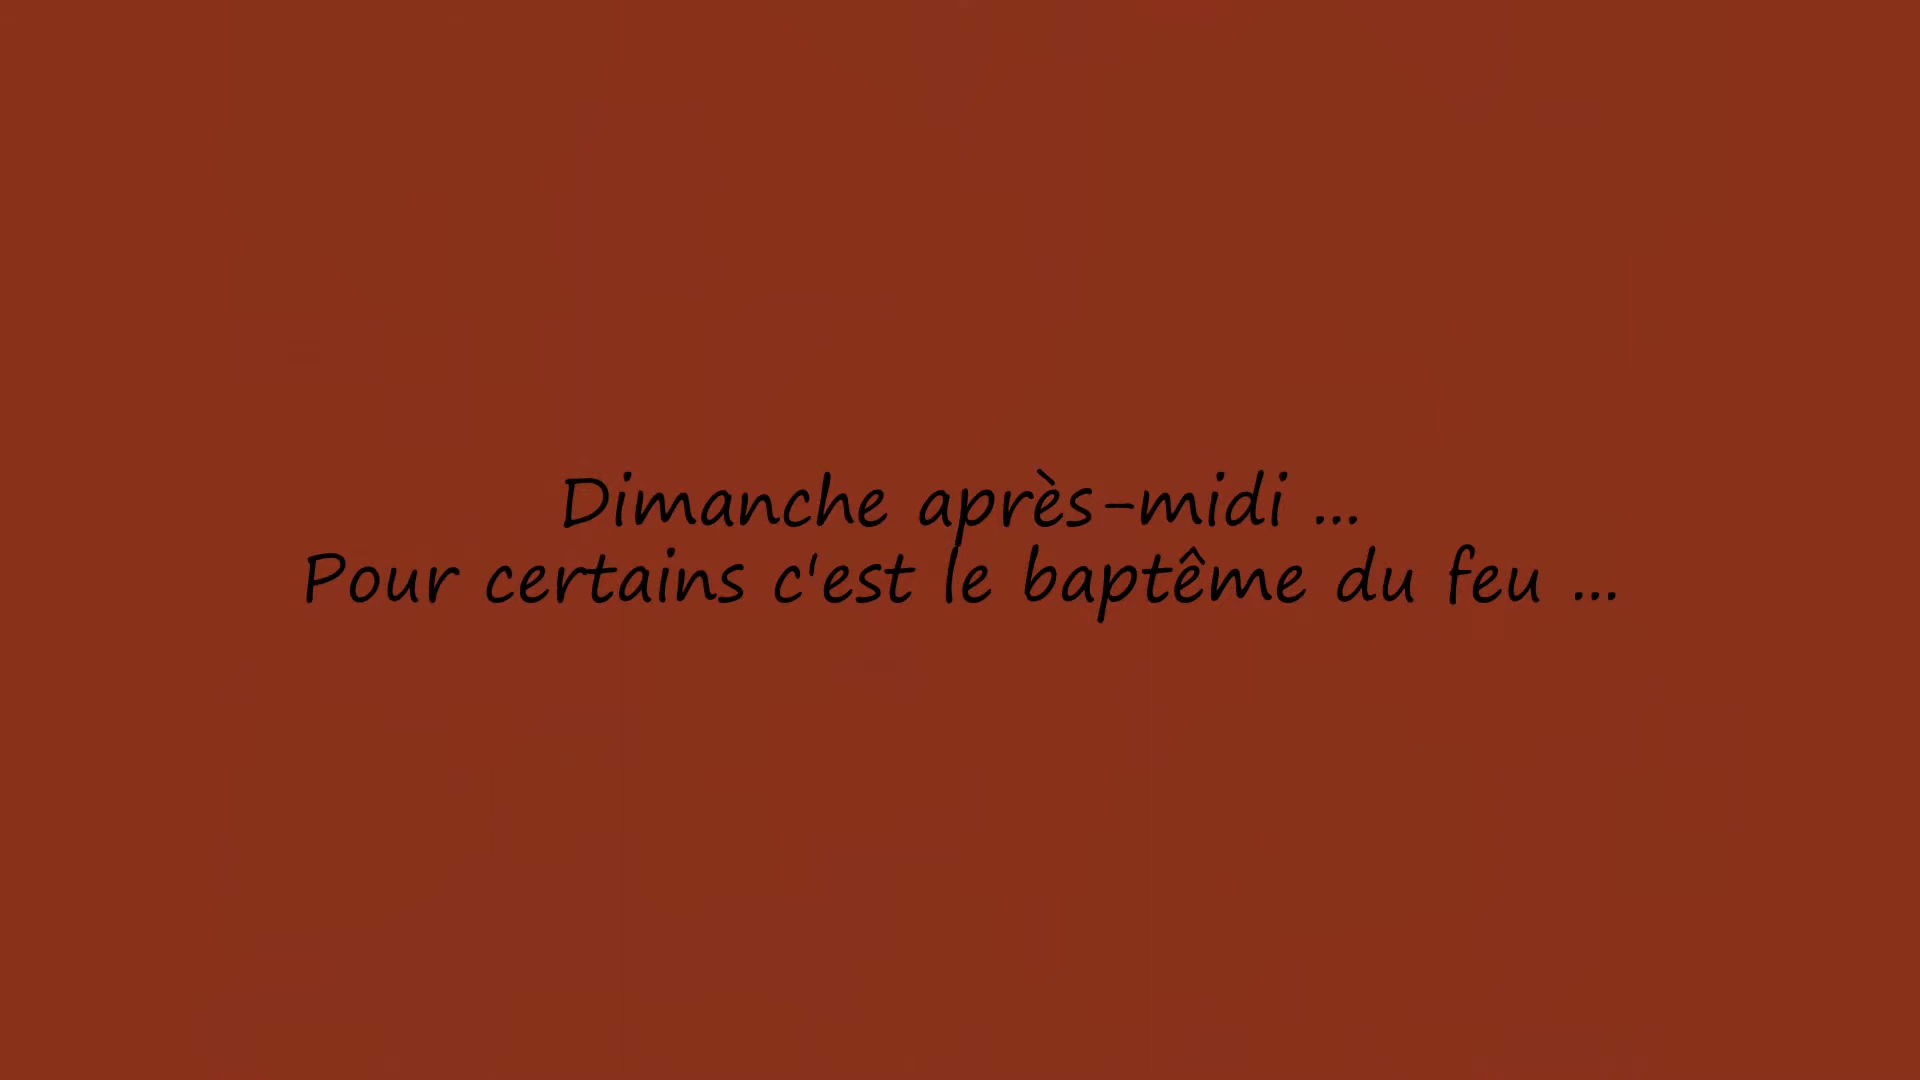 Dimanche après-midi ...
Pour certains c'est le baptême du feu ...